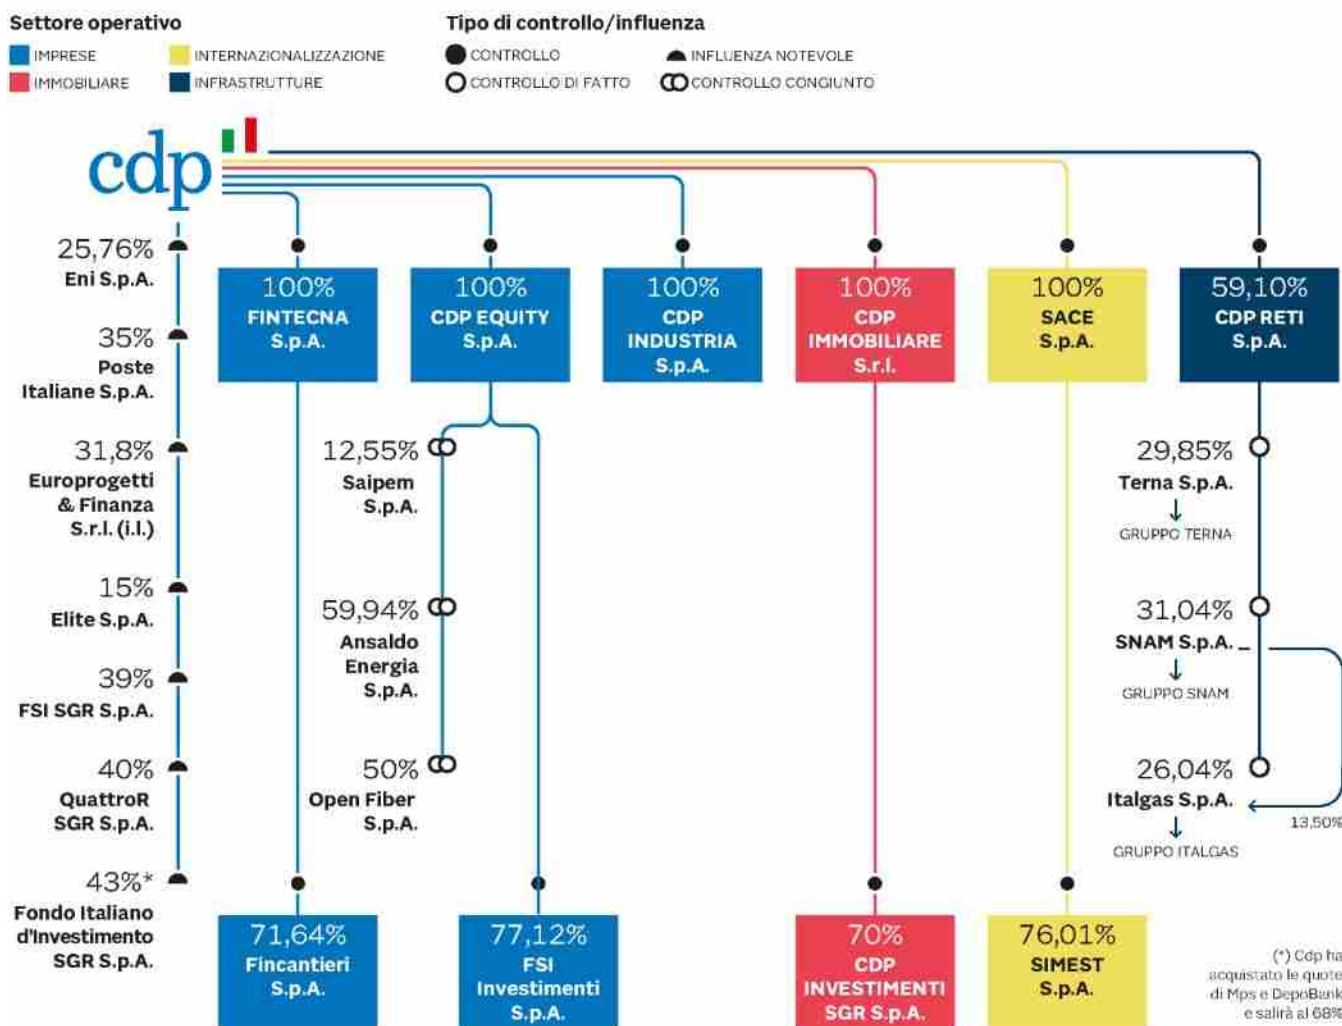 Settore operativo
IMPRESE
INTERNAZIONALIZZAZIONE
IMMOBILIARE
INFRASTRUTTURE
Tipo di controllo/influenza
CONTROLLO
INFLUENZA NOTEVOLE
CONTROLLO DI FATTO
CONTROLLO CONGIUNTO
cdp
25,76%
Eni S.p.A.
35%
Poste
Italiane S.p.A.
31,8%
Europrogetti
& Finanza
S.r.l. (i.l.)
15%
Elite S.p.A.
39%
FSI SGR S.p.A.
40%
QuattroR
SGR S.p.A.
43%*
Fondo Italiano
d'Investimento
SGR S.p.A.
100%
FINTECNA
S.p.A.
100%
CDP EQUITY
S.p.A.
100%
CDP
INDUSTRIA
S.p.A.
100%
CDP
IMMOBILIARE
S.r.l.
100%
SACE
S.p.A.
59,10%
CDP RETI
S.p.A.
12,55%
Saipem
S.p.A.
59,94%
Ansaldo
Energia
S.p.A.
50%
Open Fiber
S.p.A.
29,85%
Terna S.p.A.
GRUPPO TERNA
31,04%
SNAM S.p.A.
GRUPPO SNAM
26,04%
Italgas S.p.A.
13,50%
GRUPPO ITALGAS
71,64%
Fincantieri
S.p.A.
77,12%
FSI
Investimenti
S.p.A.
70%
CDP
INVESTIMENTI
SGR S.p.A.
76,01%
SIMEST
S.p.A.
(*) Cdp ha
acquistato le quote
di Mps e DepoBank
e salirà al 68%